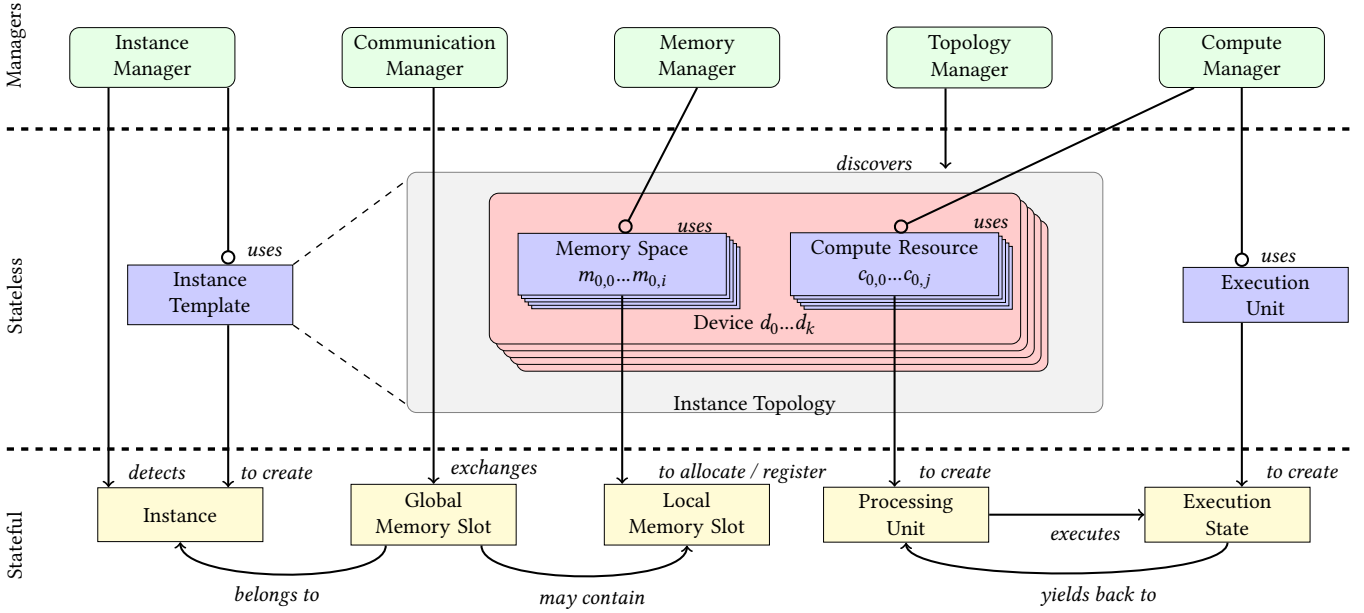 Managers
Instance
Manager
Communication
Manager
Memory
Manager
Topology
Manager
Compute
Manager
Stateless
discovers
uses
Instance
Template
uses
Memory Space
m0,0...m0,i
uses
Compute Resource
c0,0...c0,j
Device d0...dk
Instance Topology
uses
Execution
Unit
Stateful
detects
to create
exchanges
to allocate / register
to create
to create
Instance
Global
Memory Slot
Local
Memory Slot
Processing
Unit
executes
Execution
State
belongs to
may contain
yields back to